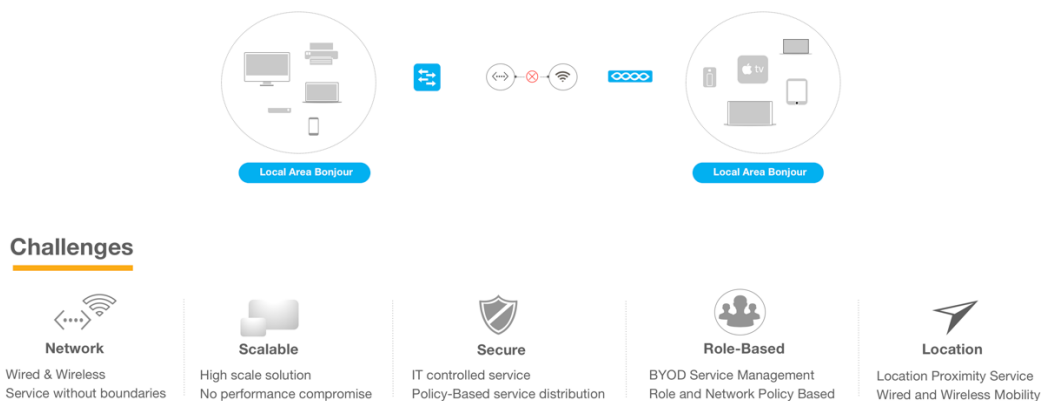 tv
Local Area Bonjour
Local Area Bonjour
Challenges
Network
Wired & Wireless
Service without boundaries
Scalable
High scale solution
No performance compromise
Secure
IT controlled service
Policy-Based service distribution
Role-Based
BYOD Service Management
Role and Network Policy Based
Location
Location Proximity Service
Wired and Wireless Mobility